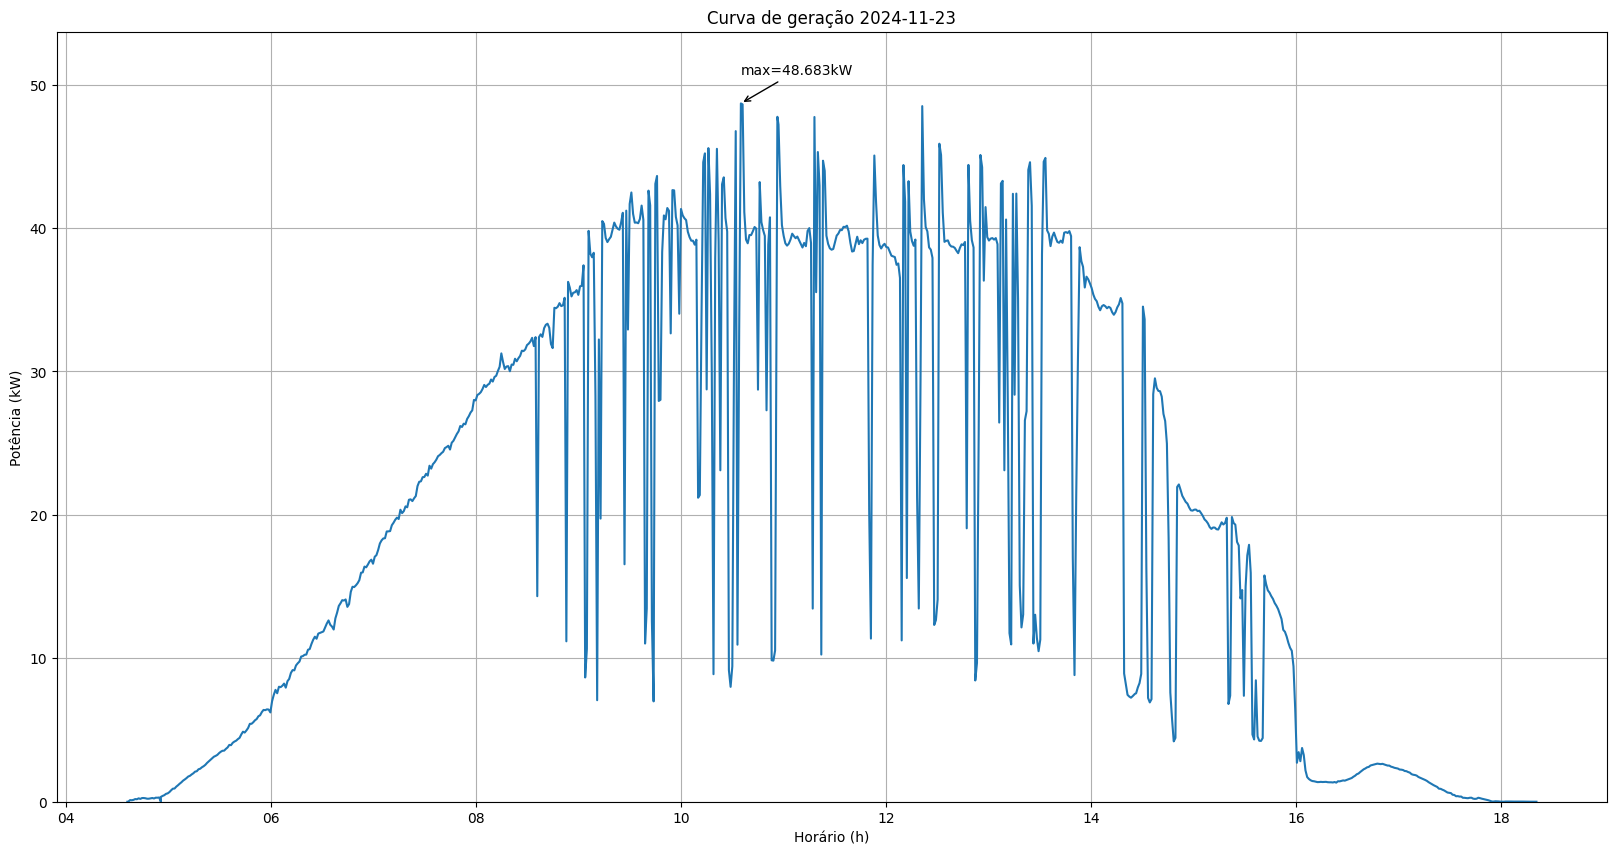 Curva de geração 2024-11-23
max=48.683kW
50
40
30
20
10
0
Potência (kW)
04 06 08 10 12 14 16 18
Horário (h)